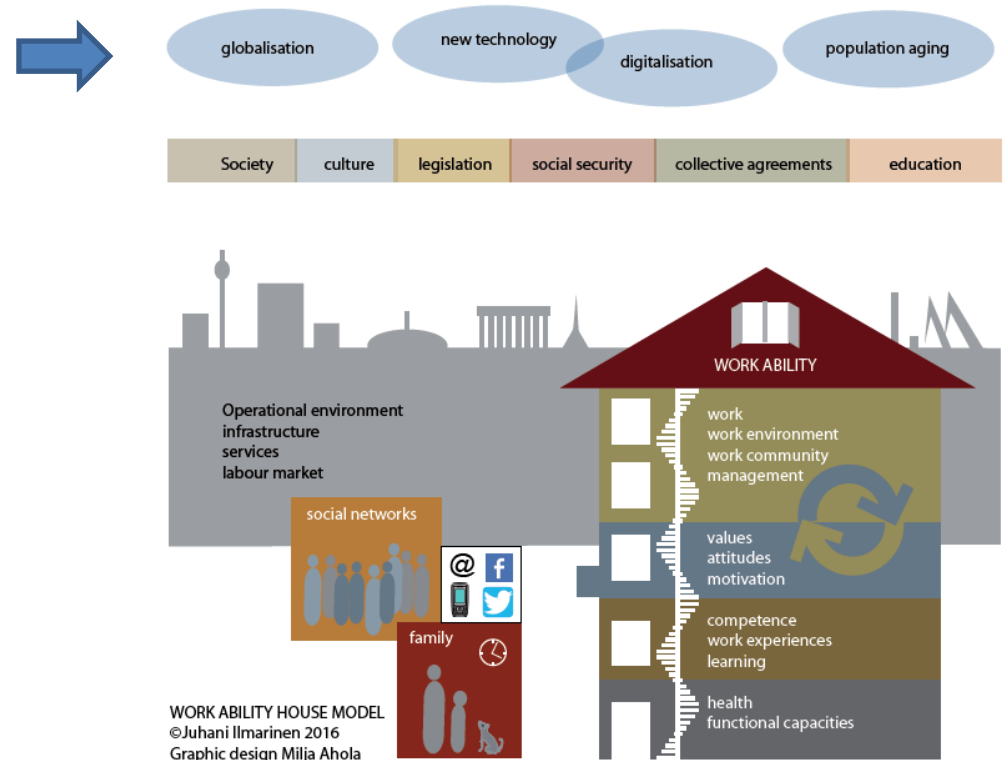 globalisation
new technology
digitalisation
population aging
Society
culture
legislation
social security
collective agreements
education
WORK ABILITY
Operational environment
infrastructure
services
labour market
work
work environment
work community
management
social networks
@
f
values
attitudes
motivation
family
competence
work experiences
learning
health
functional capacities
WORK ABILITY HOUSE MODEL
©Juhani Ilmarinen 2016
Graphic design Milja Ahola